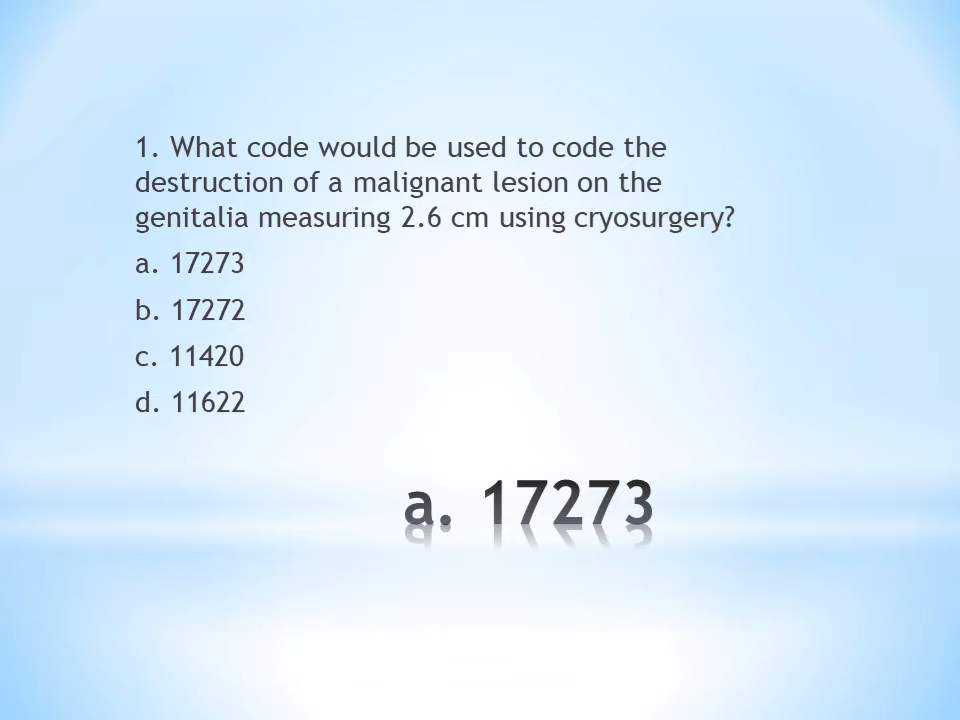 1. What code would be used to code the
destruction of a malignant lesion on the
genitalia measuring 2.6 cm using cryosurgery?
a. 17273
b. 17272
c. 11420
d. 11622
a. 17273